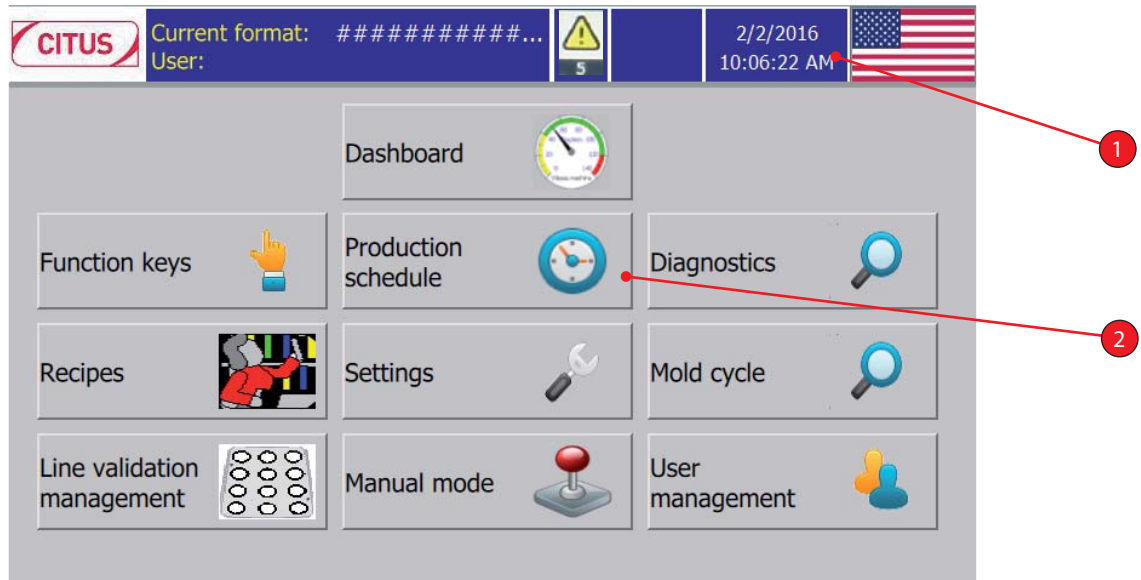 CITUS
Current format: ###########...
User:
5
2/2/2016
10:06:22 AM
1
Dashboard
Function keys
Production
schedule
Diagnostics
2
Recipes
Settings
Mold cycle
Line validation
management
Manual mode
User
management